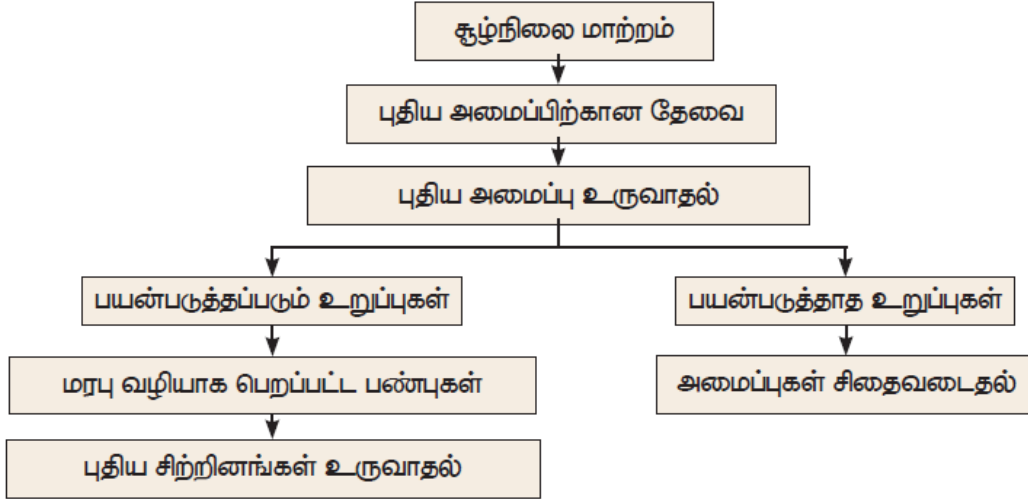 சூழ்நிலை மாற்றம்
புதிய அமைப்பிற்கான தேவை
புதிய அமைப்பு உருவாதல்
பயன்படுத்தப்படும் உறுப்புகள்
பயன்படுத்தாத உறுப்புகள்
மரபு வழியாக பெறப்பட்ட பண்புகள்
அமைப்புகள் சிதைவடைதல்
புதிய சிற்றினங்கள் உருவாதல்